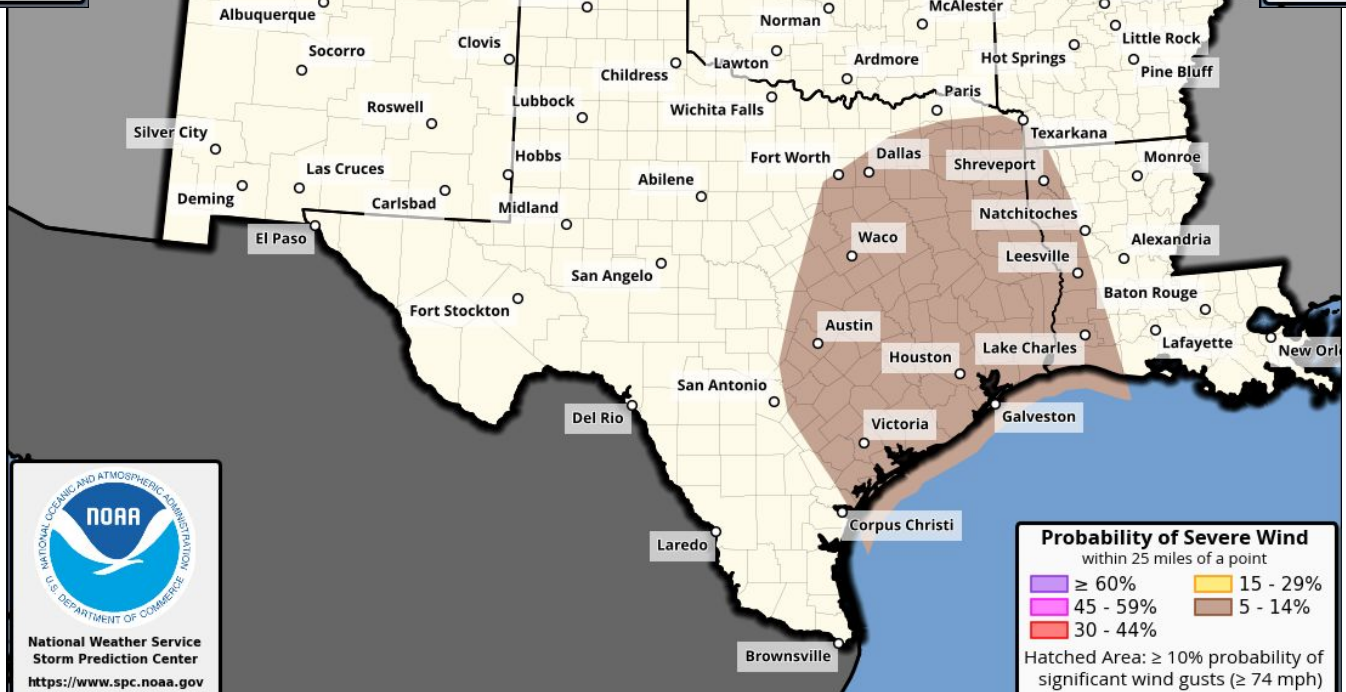 Albuquerque
Norman
McAlester
Socorro
Clovis
Little Rock
Lawton
Ardmore
Hot Springs
Childress
Pine Bluff
Paris
Roswell
Lubbock
Wichita Falls
Silver City
Texarkana
Hobbs
Fort Worth
Dallas
Shreveport
Monroe
Las Cruces
Abilene
Deming
Carlsbad
Midland
Natchitoches
El Paso
Waco
Alexandria
San Angelo
Leesville
Baton Rouge
Fort Stockton
Austin
Houston
Lake Charles
Lafayette
New Orl
San Antonio
Del Rio
Victoria
Galveston
Corpus Christi
Laredo
Brownsville
NATIONAL OCEANIC AND ATMOSPHERIC ADMINISTRATION
NOAA
U.S. DEPARTMENT OF COMMERCE
National Weather Service
Storm Prediction Center
https://www.spc.noaa.gov
Probability of Severe Wind
within 25 miles of a point
≥ 60%
15 - 29%
45 - 59%
5 - 14%
30 - 44%
Hatched Area: ≥ 10% probability of
significant wind gusts (≥ 74 mph)